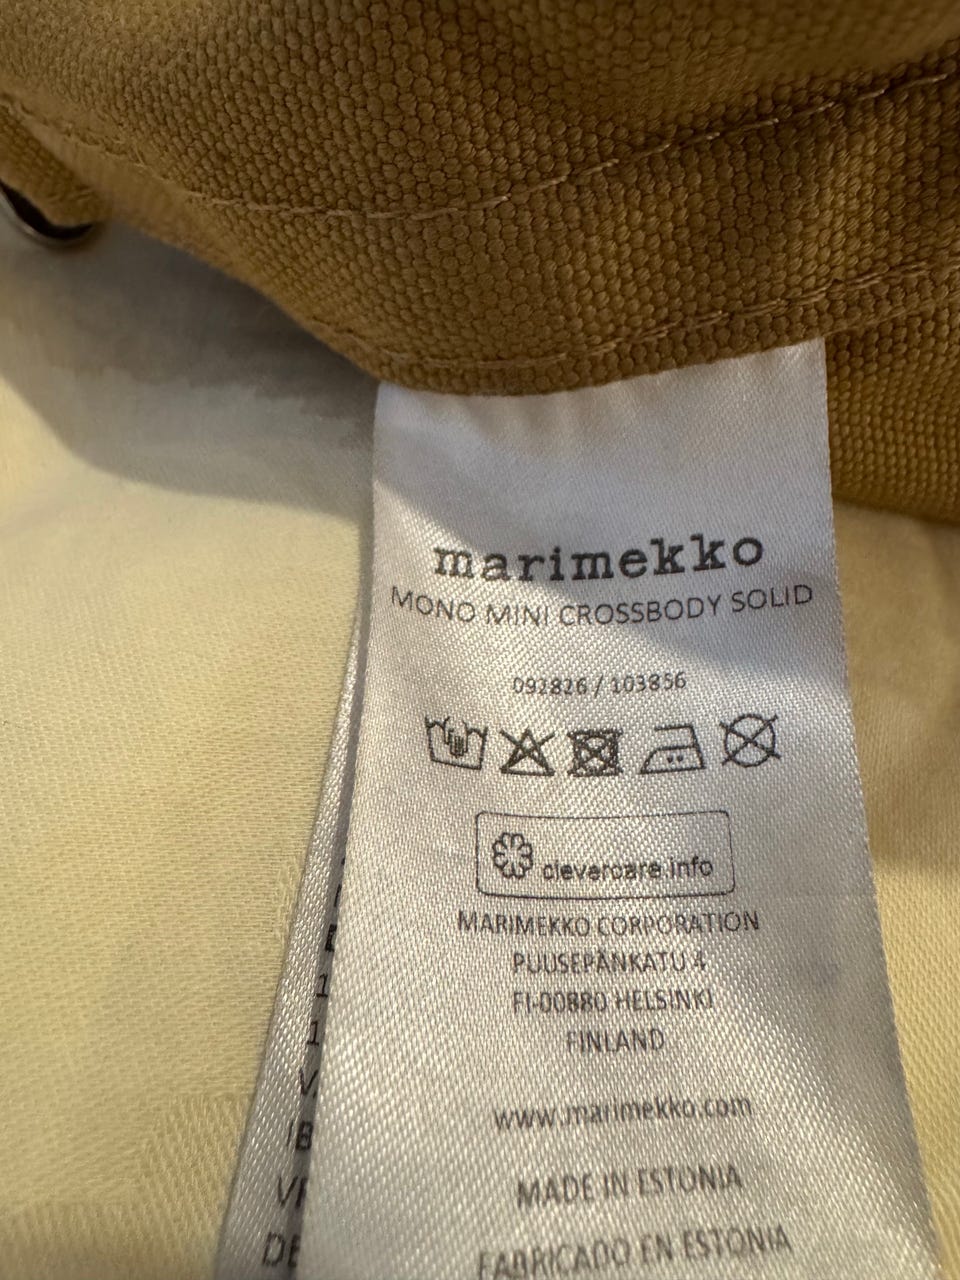 marimekko
MONO MINI CROSSBODY SOLID
092826 / 103856
clevercare.info
MARIMEKKO CORPORATION
PUUSEPÄNKATU 4
FI-00880 HELSINKI
FINLAND
www.marimekko.com
MADE IN ESTONIA
FABRICADO EN ESTONIA